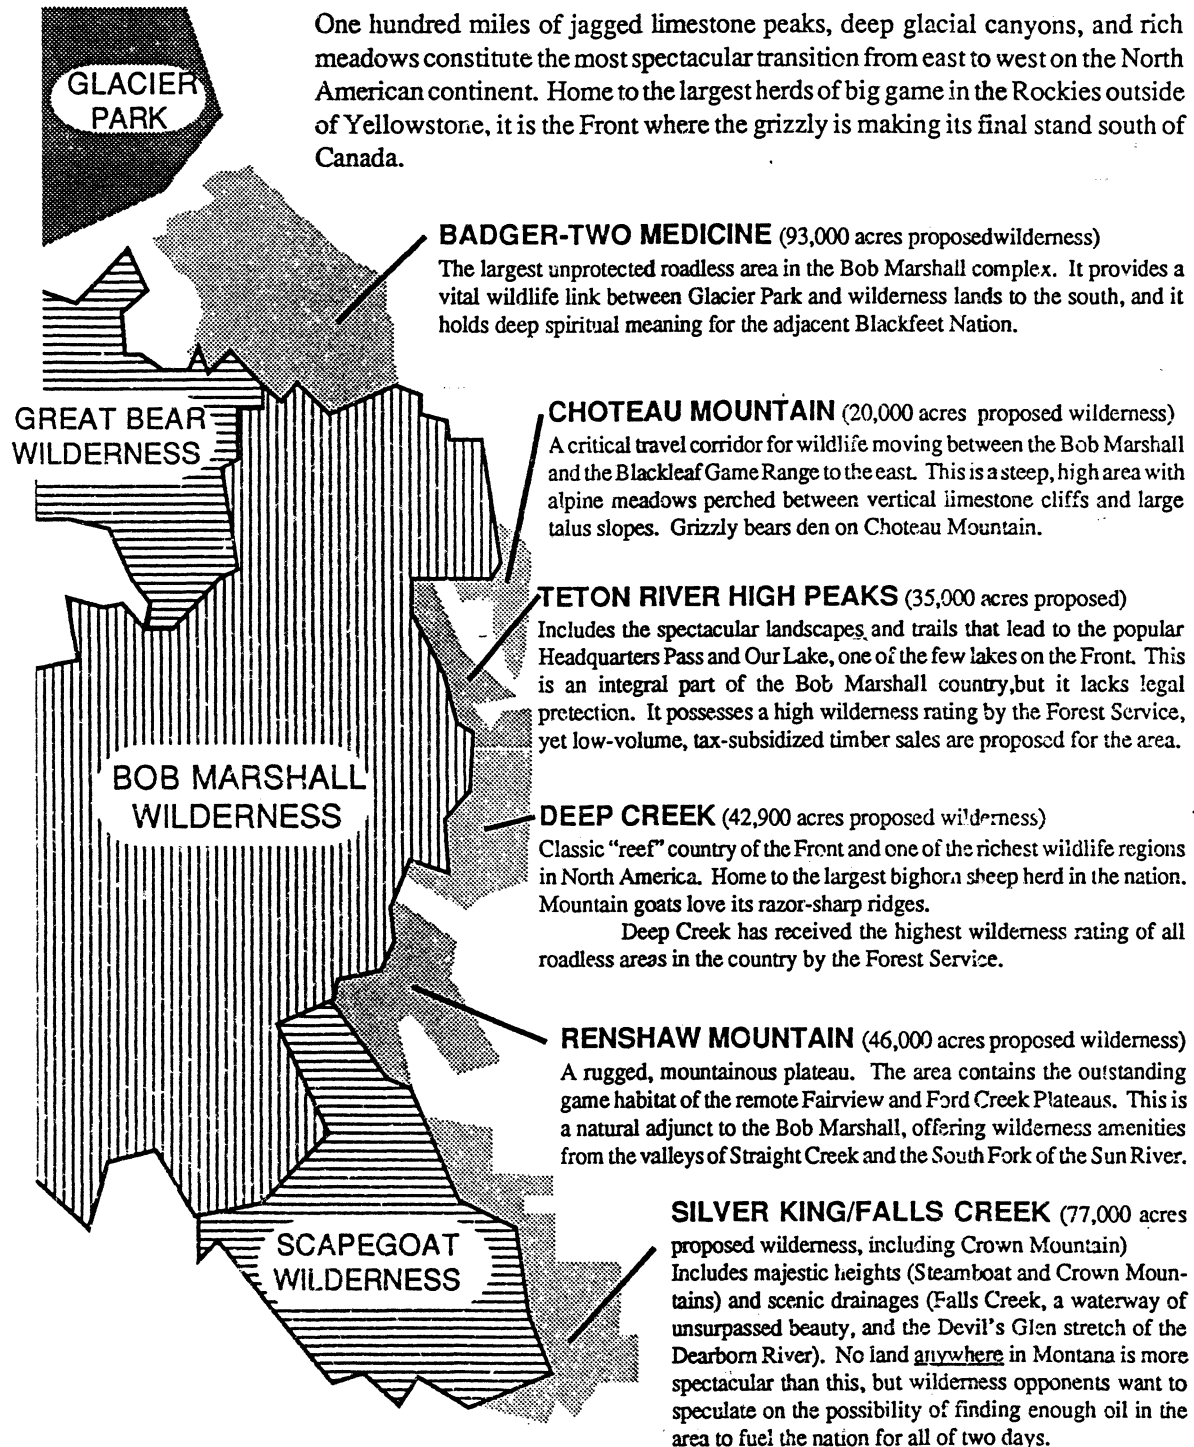 One hundred miles of jagged limestone peaks, deep glacial canyons, and rich
meadows constitute the most spectacular transition from east to west on the North
American continent. Home to the largest herds of big game in the Rockies outside
of Yellowstone, it is the Front where the grizzly is making its final stand south of
Canada.
GLACIER
PARK
BADGER-TWO MEDICINE (93,000 acres proposedwilderness)
The largest unprotected roadless area in the Bob Marshall complex. It provides a
vital wildlife link between Glacier Park and wilderness lands to the south, and it
holds deep spiritual meaning for the adjacent Blackfeet Nation.
GREAT BEAR
WILDERNESS
CHOTEAU MOUNTAIN (20,000 acres proposed wilderness)
A critical travel corridor for wildlife moving between the Bob Marshall
and the Blackleaf Game Range to the east. This is a steep, high area with
alpine meadows perched between vertical limestone cliffs and large
talus slopes. Grizzly bears den on Choteau Mountain.
TETON RIVER HIGH PEAKS (35,000 acres proposed)
Includes the spectacular landscapes and trails that lead to the popular
Headquarters Pass and Our Lake, one of the few lakes on the Front. This
is an integral part of the Bob Marshall country,but it lacks legal
pretection. It possesses a high wilderness rating by the Forest Service,
yet low-volume, tax-subsidized timber sales are proposed for the area.
BOB MARSHALL
WILDERNESS
DEEP CREEK (42,900 acres proposed wilderness)
Classic “reef” country of the Front and one of the richest wildlife regions
in North America. Home to the largest bighorn sheep herd in the nation.
Mountain goats love its razor-sharp ridges.
Deep Creek has received the highest wilderness rating of all
roadless areas in the country by the Forest Service.
RENSHAW MOUNTAIN (46,000 acres proposed wilderness)
A rugged, mountainous plateau. The area contains the outstanding
game habitat of the remote Fairview and Ford Creek Plateaus. This is
a natural adjunct to the Bob Marshall, offering wilderness amenities
from the valleys of Straight Creek and the South Fork of the Sun River.
SCAPEGOAT
WILDERNESS
SILVER KING/FALLS CREEK (77,000 acres
proposed wilderness, including Crown Mountain)
Includes majestic heights (Steamboat and Crown Moun-
tains) and scenic drainages (Falls Creek, a waterway of
unsurpassed beauty, and the Devil's Glen stretch of the
Dearborn River). No land anywhere in Montana is more
spectacular than this, but wilderness opponents want to
speculate on the possibility of finding enough oil in the
area to fuel the nation for all of two days.